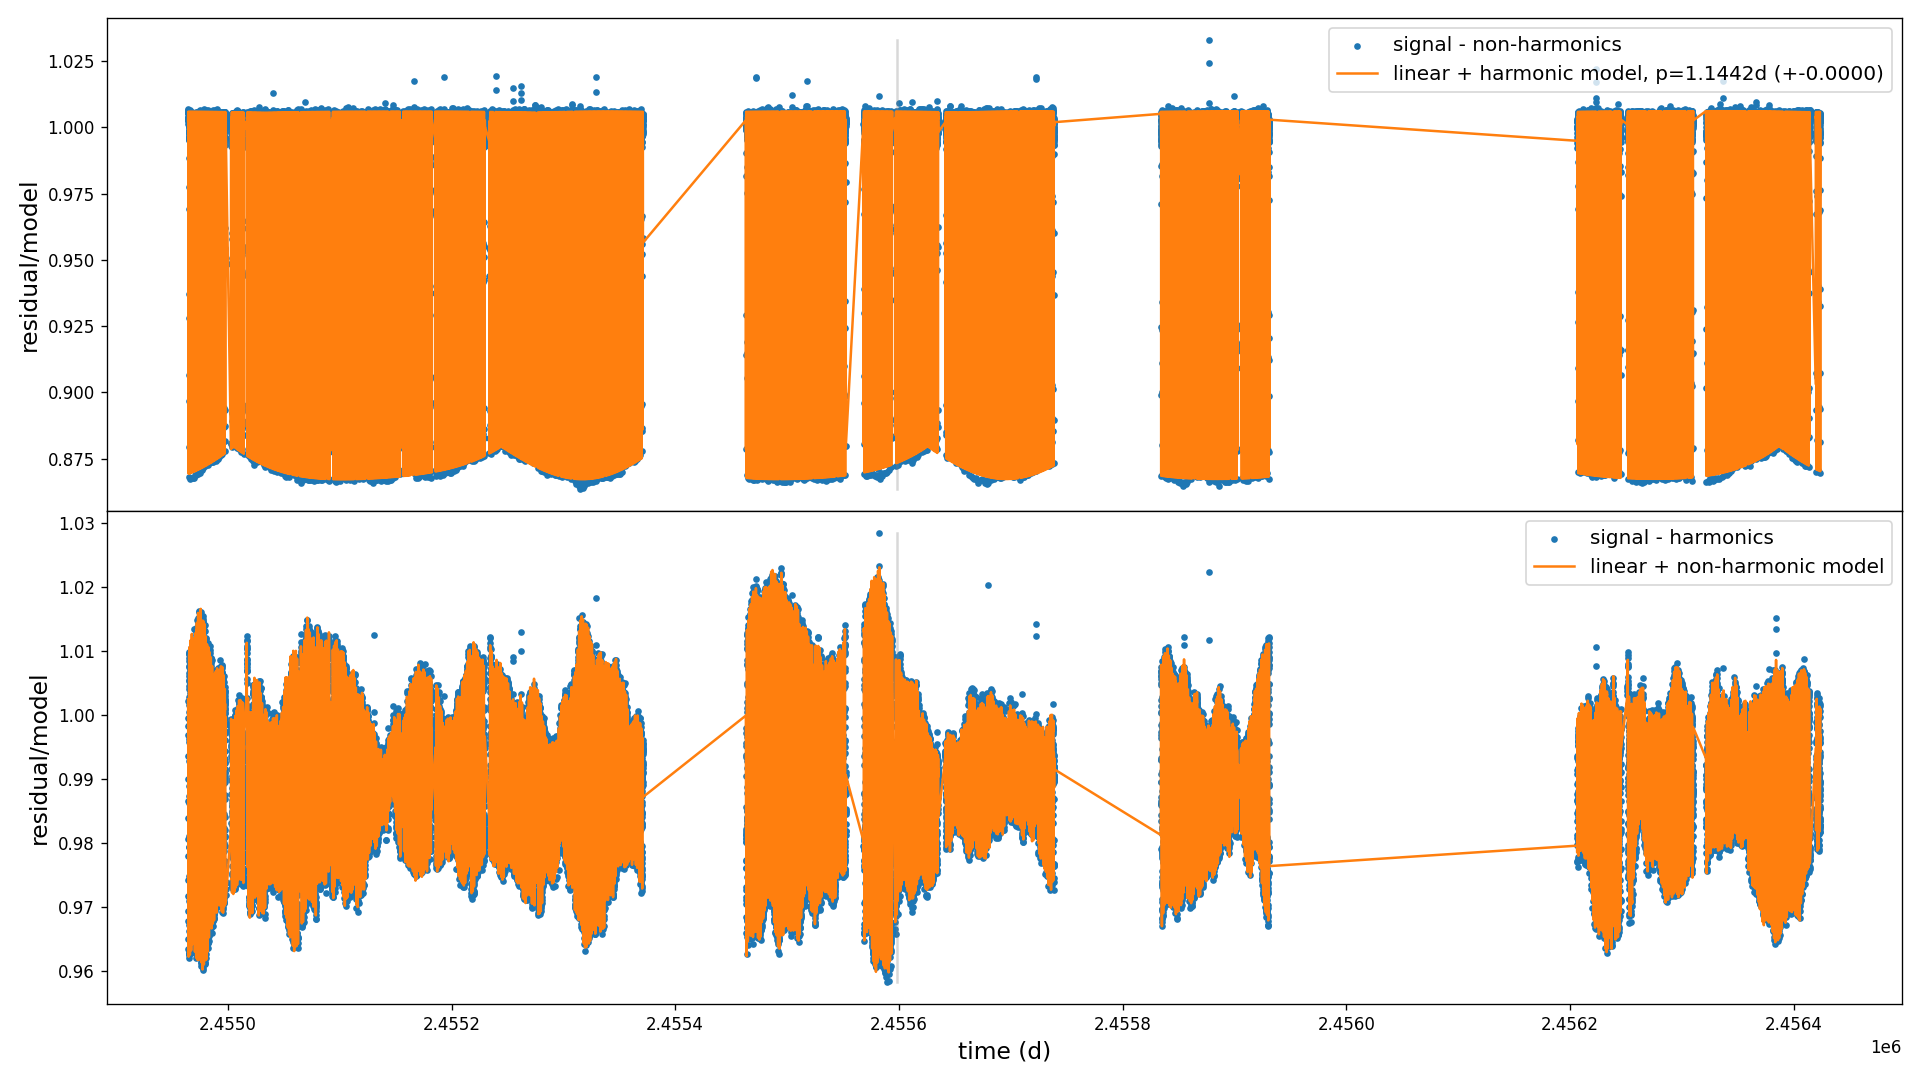 residual/model
1.025
1.000
0.975
0.950
0.925
0.900
0.875
signal - non-harmonics
linear + harmonic model, p=1.1442d (+-0.0000)
residual/model
1.03
1.02
1.01
1.00
0.99
0.98
0.97
0.96
signal - harmonics
linear + non-harmonic model
2.4550 2.4552 2.4554 2.4556 2.4558 2.4560 2.4562 2.4564
1e6
time (d)